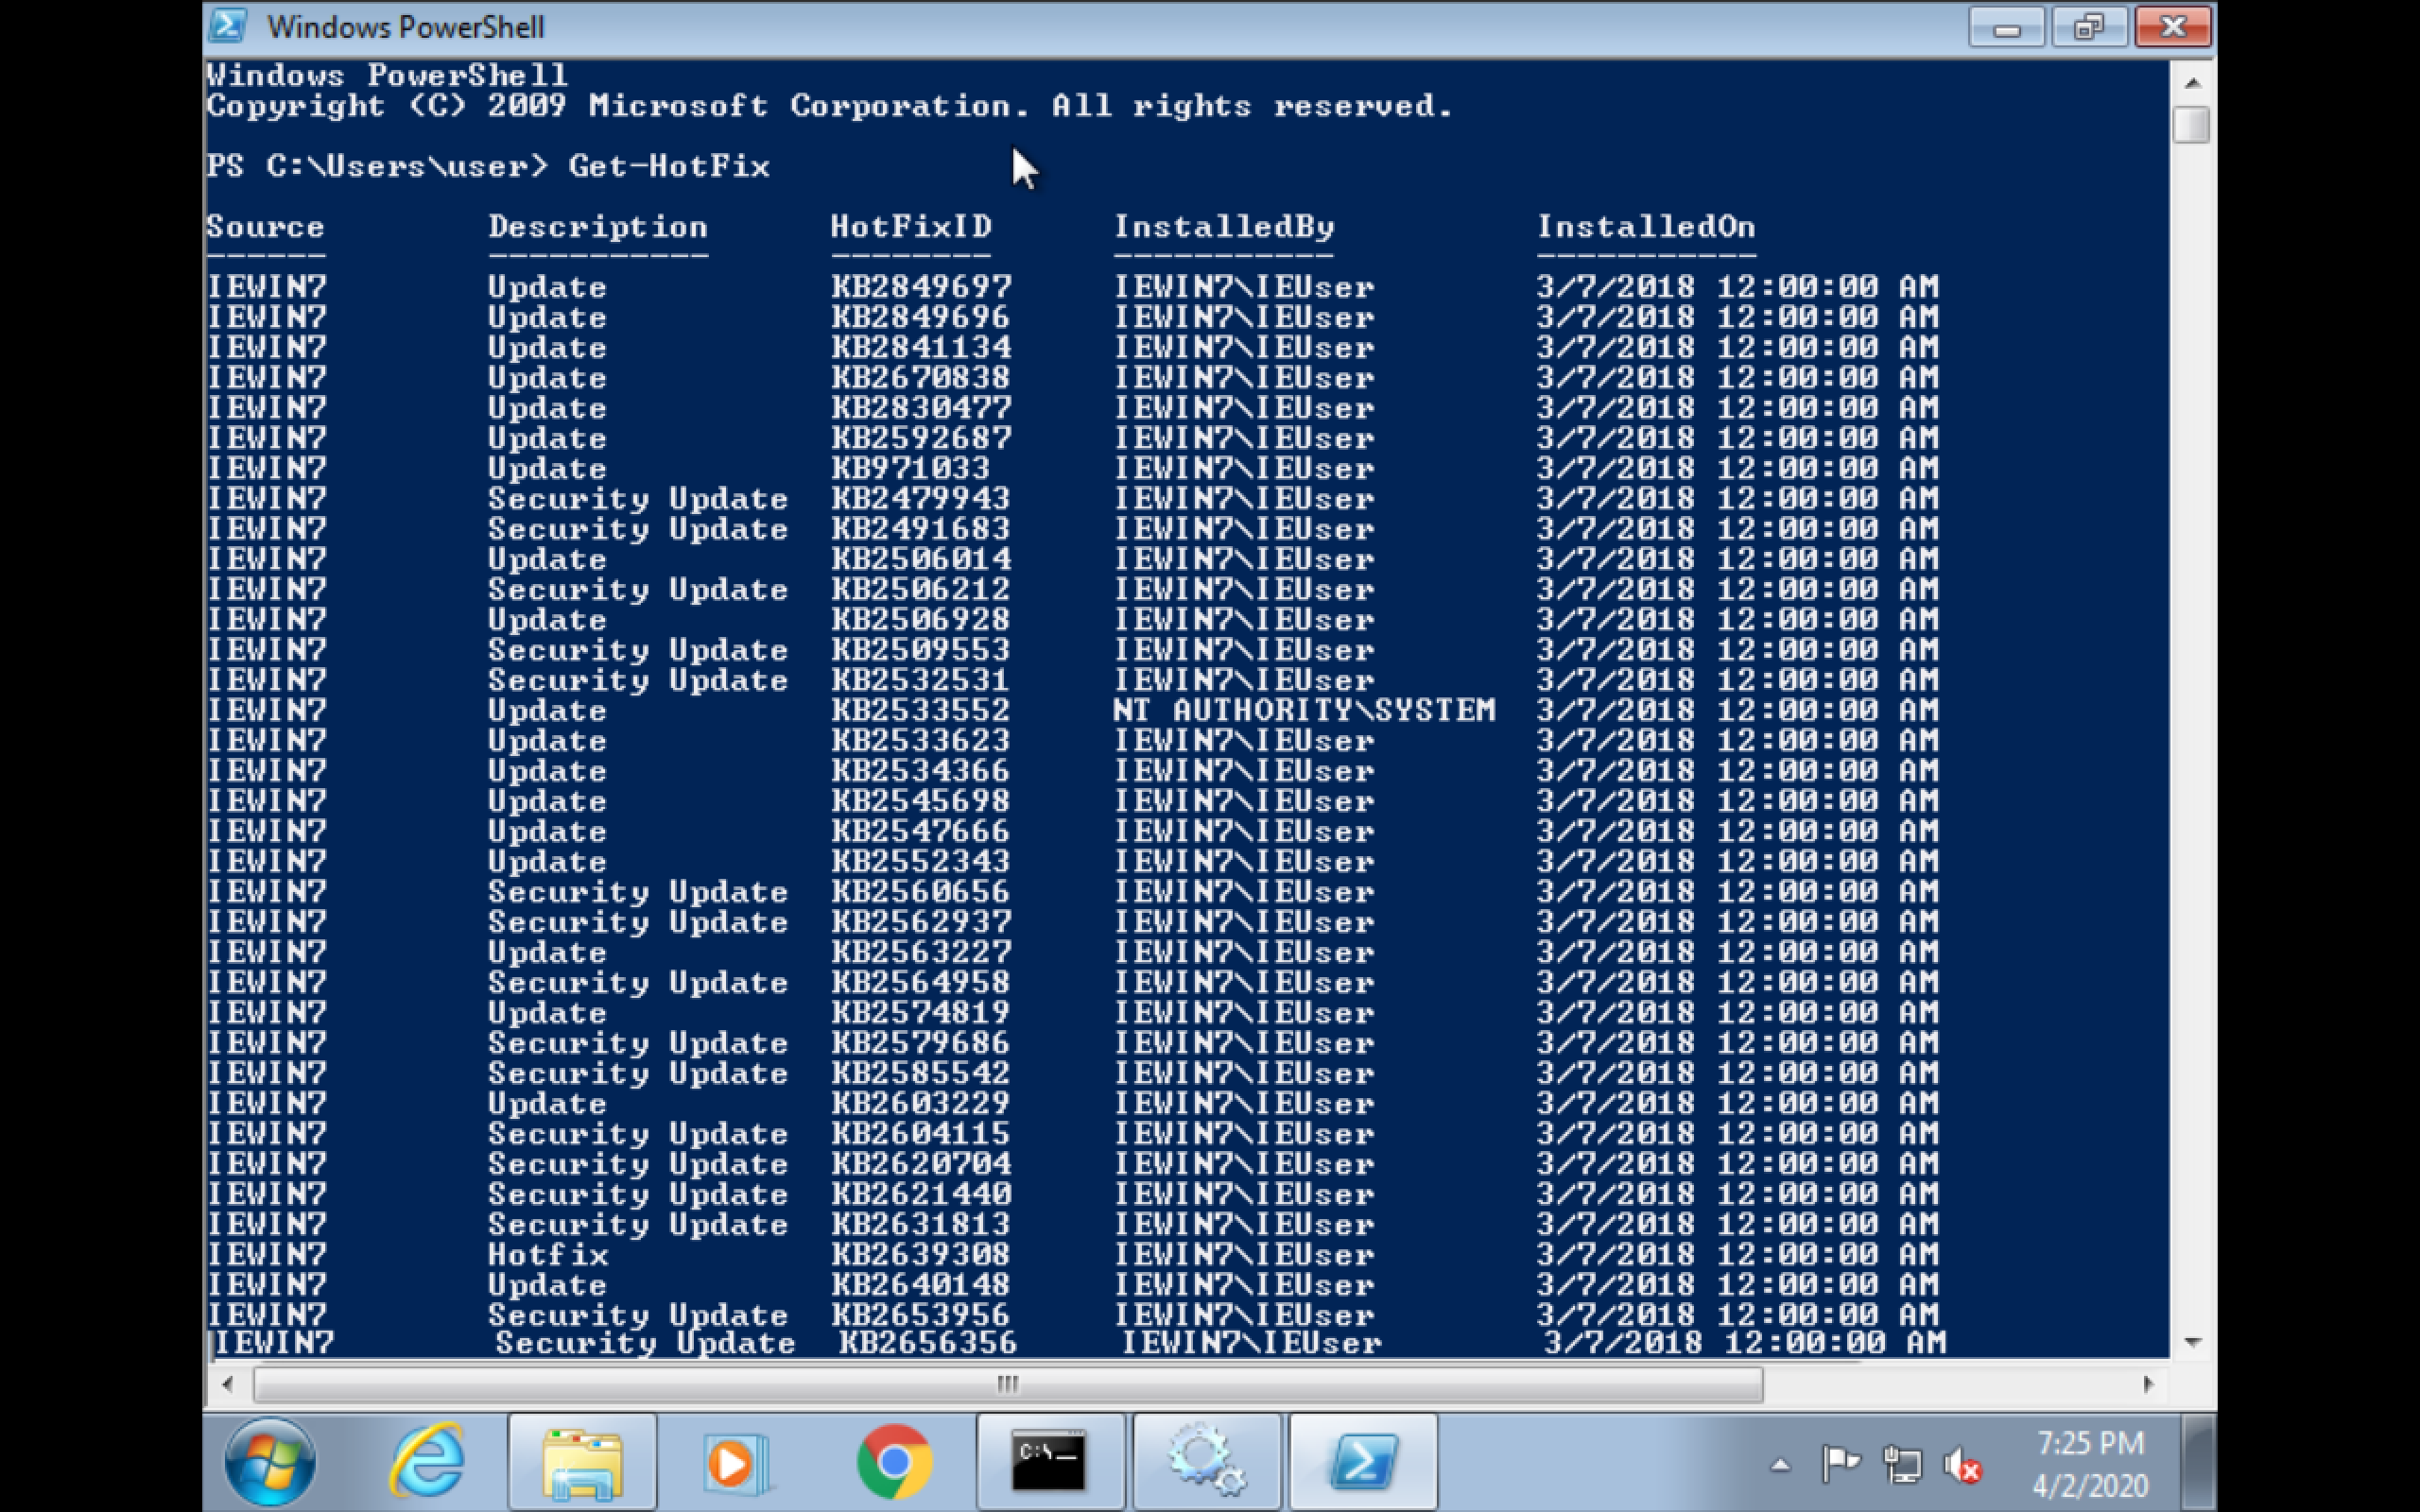 Windows PowerShell
Windows PowerShell
Copyright (C) 2009 Microsoft Corporation. All rights reserved.
PS C:\Users\user> Get-HotFix
Source Description HotFixID InstalledBy InstalledOn
------ ----------- -------- ----------- -----------
IEWIN7 Update KB2849697 IEWIN7\IEUser 3/7/2018 12:00:00 AM
IEWIN7 Update KB2849696 IEWIN7\IEUser 3/7/2018 12:00:00 AM
IEWIN7 Update KB2841134 IEWIN7\IEUser 3/7/2018 12:00:00 AM
IEWIN7 Update KB2670838 IEWIN7\IEUser 3/7/2018 12:00:00 AM
IEWIN7 Update KB2830477 IEWIN7\IEUser 3/7/2018 12:00:00 AM
IEWIN7 Update KB2592687 IEWIN7\IEUser 3/7/2018 12:00:00 AM
IEWIN7 Update KB971033 IEWIN7\IEUser 3/7/2018 12:00:00 AM
IEWIN7 Security Update KB2479943 IEWIN7\IEUser 3/7/2018 12:00:00 AM
IEWIN7 Security Update KB2491683 IEWIN7\IEUser 3/7/2018 12:00:00 AM
IEWIN7 Update KB2506014 IEWIN7\IEUser 3/7/2018 12:00:00 AM
IEWIN7 Security Update KB2506212 IEWIN7\IEUser 3/7/2018 12:00:00 AM
IEWIN7 Update KB2506928 IEWIN7\IEUser 3/7/2018 12:00:00 AM
IEWIN7 Security Update KB2509553 IEWIN7\IEUser 3/7/2018 12:00:00 AM
IEWIN7 Security Update KB2532531 IEWIN7\IEUser 3/7/2018 12:00:00 AM
IEWIN7 Update KB2533552 NT AUTHORITY\SYSTEM 3/7/2018 12:00:00 AM
IEWIN7 Update KB2533623 IEWIN7\IEUser 3/7/2018 12:00:00 AM
IEWIN7 Update KB2534366 IEWIN7\IEUser 3/7/2018 12:00:00 AM
IEWIN7 Update KB2545698 IEWIN7\IEUser 3/7/2018 12:00:00 AM
IEWIN7 Update KB2547666 IEWIN7\IEUser 3/7/2018 12:00:00 AM
IEWIN7 Update KB2552343 IEWIN7\IEUser 3/7/2018 12:00:00 AM
IEWIN7 Security Update KB2560656 IEWIN7\IEUser 3/7/2018 12:00:00 AM
IEWIN7 Security Update KB2562937 IEWIN7\IEUser 3/7/2018 12:00:00 AM
IEWIN7 Update KB2563227 IEWIN7\IEUser 3/7/2018 12:00:00 AM
IEWIN7 Security Update KB2564958 IEWIN7\IEUser 3/7/2018 12:00:00 AM
IEWIN7 Update KB2574819 IEWIN7\IEUser 3/7/2018 12:00:00 AM
IEWIN7 Security Update KB2579686 IEWIN7\IEUser 3/7/2018 12:00:00 AM
IEWIN7 Security Update KB2585542 IEWIN7\IEUser 3/7/2018 12:00:00 AM
IEWIN7 Update KB2603229 IEWIN7\IEUser 3/7/2018 12:00:00 AM
IEWIN7 Security Update KB2604115 IEWIN7\IEUser 3/7/2018 12:00:00 AM
IEWIN7 Security Update KB2620704 IEWIN7\IEUser 3/7/2018 12:00:00 AM
IEWIN7 Security Update KB2621440 IEWIN7\IEUser 3/7/2018 12:00:00 AM
IEWIN7 Security Update KB2631813 IEWIN7\IEUser 3/7/2018 12:00:00 AM
IEWIN7 Hotfix KB2639308 IEWIN7\IEUser 3/7/2018 12:00:00 AM
IEWIN7 Update KB2640148 IEWIN7\IEUser 3/7/2018 12:00:00 AM
IEWIN7 Security Update KB2653956 IEWIN7\IEUser 3/7/2018 12:00:00 AM
IEWIN7 Security Update KB2656356 IEWIN7\IEUser 3/7/2018 12:00:00 AM
C:\_
7:25 PM
4/2/2020